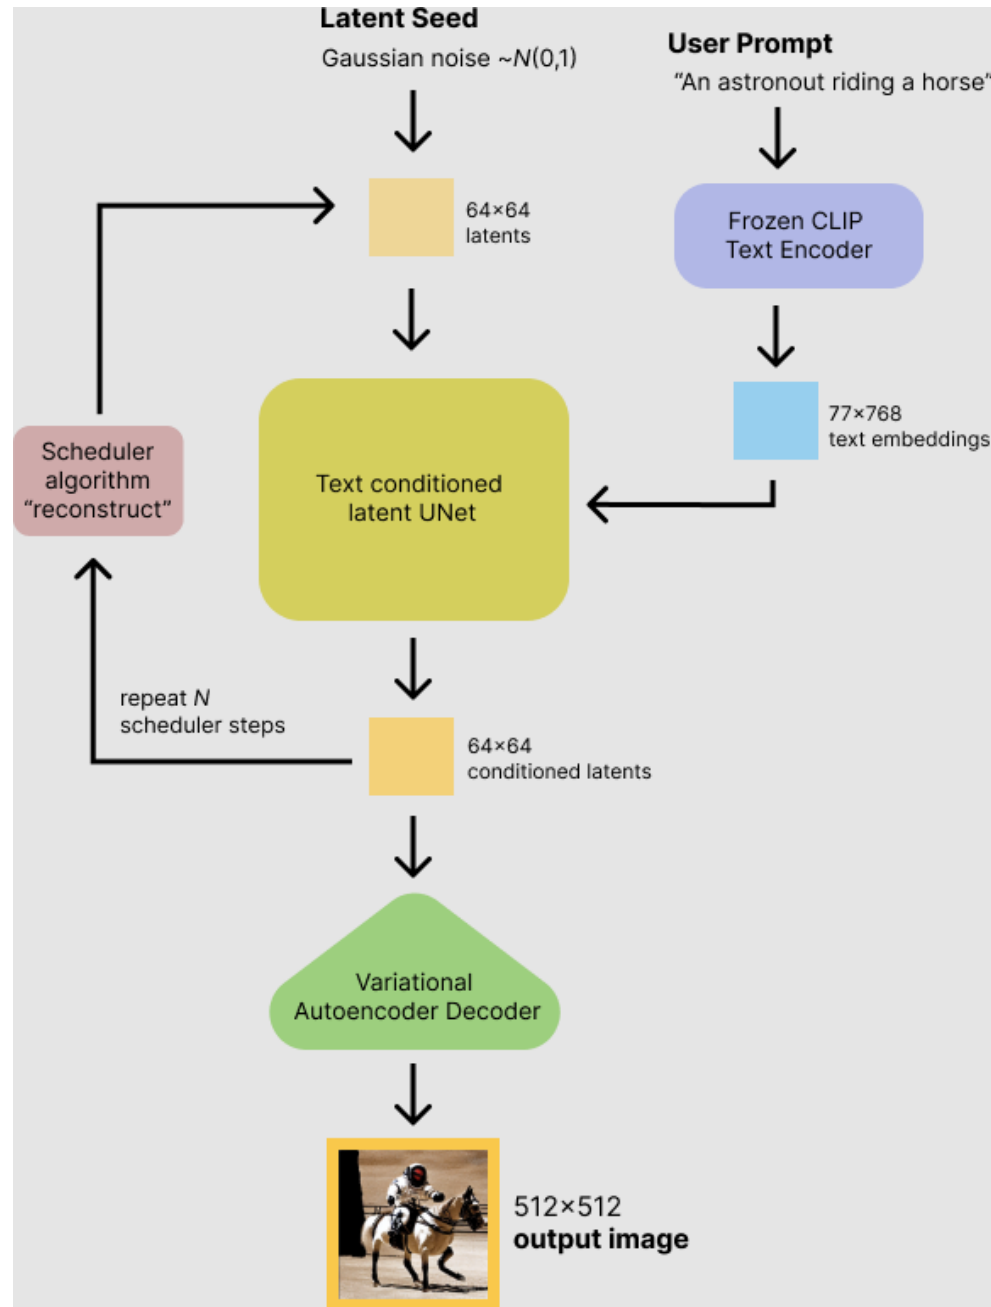 Latent Seed
Gaussian noise ~N(0,1)
User Prompt
“An astronout riding a horse”
64×64
latents
Frozen CLIP
Text Encoder
77×768
text embeddings
Text conditioned
latent UNet
Scheduler
algorithm
“reconstruct”
repeat N
scheduler steps
64×64
conditioned latents
Variational
Autoencoder Decoder
512×512
output image